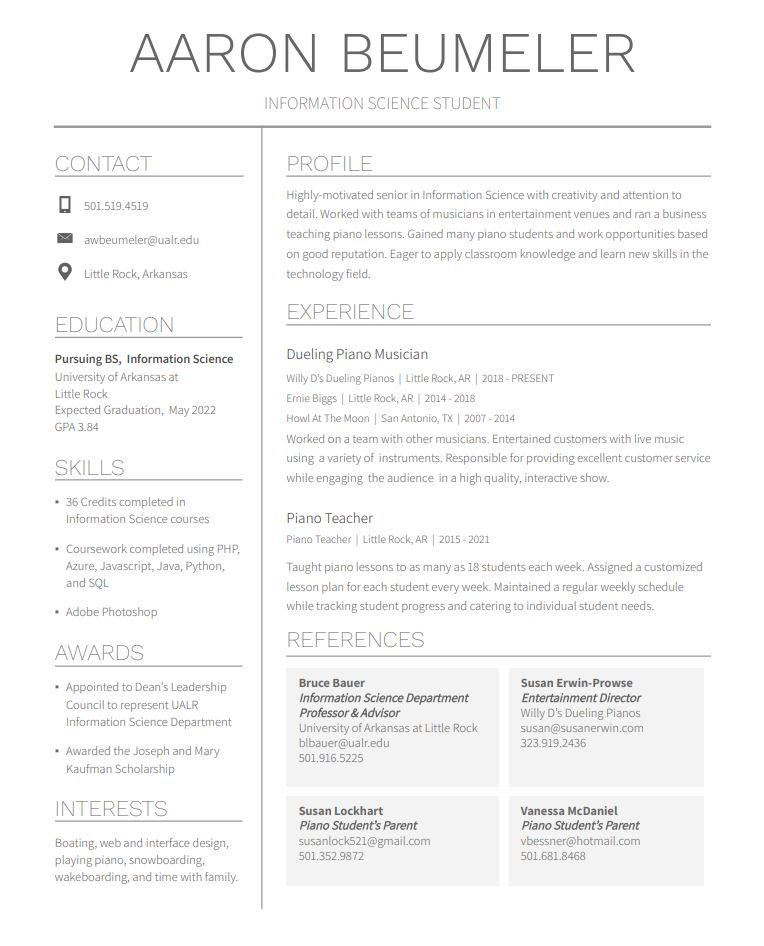 AARON BEUMELER
INFORMATION SCIENCE STUDENT
CONTACT
501.519.4519
awbeumeler@ualr.edu
Little Rock, Arkansas
EDUCATION
Pursuing BS, Information Science
University of Arkansas at
Little Rock
Expected Graduation, May 2022
GPA 3.84
SKILLS
▪ 36 Credits completed in
Information Science courses
▪ Coursework completed using PHP,
Azure, Javascript, Java, Python,
and SQL
▪ Adobe Photoshop
AWARDS
▪ Appointed to Dean's Leadership
Council to represent UALR
Information Science Department
▪ Awarded the Joseph and Mary
Kaufman Scholarship
INTERESTS
Boating, web and interface design,
playing piano, snowboarding,
wakeboarding, and time with family.
PROFILE
Highly-motivated senior in Information Science with creativity and attention to
detail. Worked with teams of musicians in entertainment venues and ran a business
teaching piano lessons. Gained many piano students and work opportunities based
on good reputation. Eager to apply classroom knowledge and learn new skills in the
technology field.
EXPERIENCE
Dueling Piano Musician
Willy D's Dueling Pianos | Little Rock, AR | 2018 - PRESENT
Ernie Biggs | Little Rock, AR | 2014 - 2018
Howl At The Moon | San Antonio, TX | 2007 - 2014
Worked on a team with other musicians. Entertained customers with live music
using a variety of instruments. Responsible for providing excellent customer service
while engaging the audience in a high quality, interactive show.
Piano Teacher
Piano Teacher | Little Rock, AR | 2015 - 2021
Taught piano lessons to as many as 18 students each week. Assigned a customized
lesson plan for each student every week. Maintained a regular weekly schedule
while tracking student progress and catering to individual student needs.
REFERENCES
Bruce Bauer
Information Science Department
Professor & Advisor
University of Arkansas at Little Rock
blbauer@ualr.edu
501.916.5225
Susan Erwin-Prowse
Entertainment Director
Willy D's Dueling Pianos
susan@susanerwin.com
323.919.2436
Susan Lockhart
Piano Student's Parent
susanlock521@gmail.com
501.352.9872
Vanessa McDaniel
Piano Student's Parent
vbessner@hotmail.com
501.681.8468